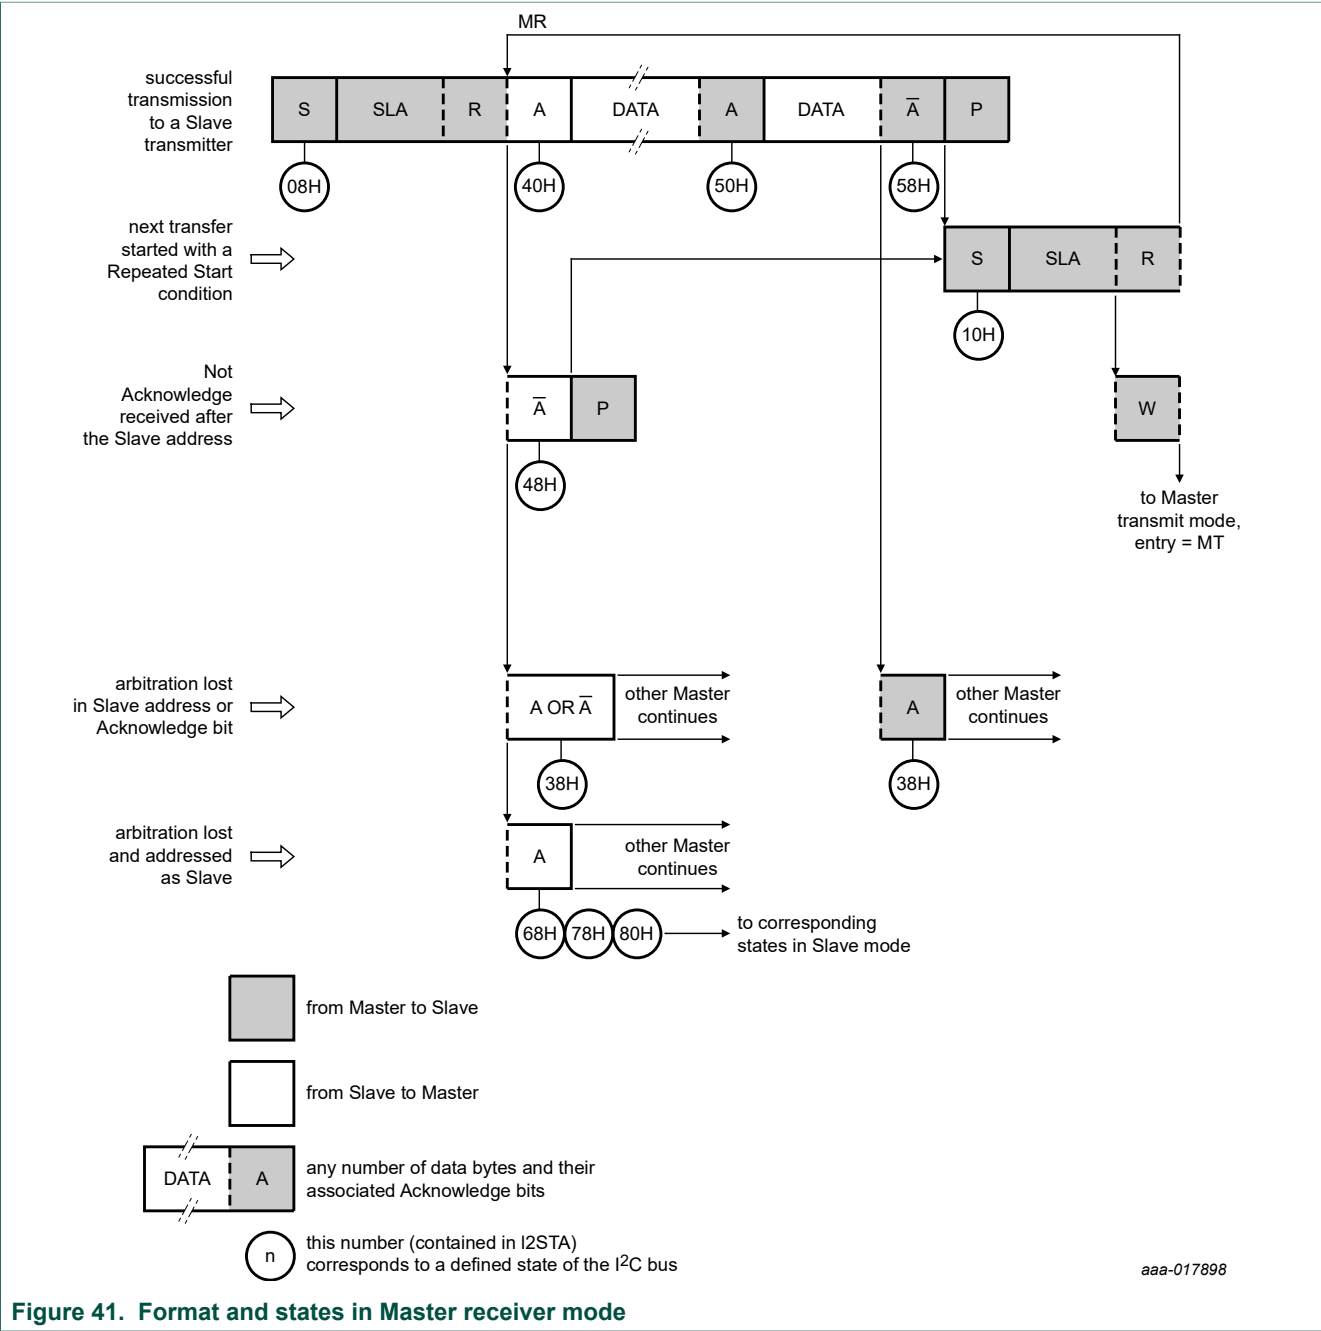 MR
successful
transmission
to a Slave
transmitter
S SLA R A DATA A DATA A̅ P
08H 40H 50H 58H
next transfer
started with a
Repeated Start
condition
S SLA R
10H
Not
Acknowledge
received after
the Slave address
A̅ P
W
48H
to Master
transmit mode,
entry = MT
arbitration lost
in Slave address or
Acknowledge bit
A OR A̅
other Master
continues
A
other Master
continues
38H 38H
arbitration lost
and addressed
as Slave
A
other Master
continues
68H 78H 80H
to corresponding
states in Slave mode
from Master to Slave
from Slave to Master
DATA A
any number of data bytes and their
associated Acknowledge bits
n
this number (contained in I2STA)
corresponds to a defined state of the I²C bus
aaa-017898
Figure 41. Format and states in Master receiver mode